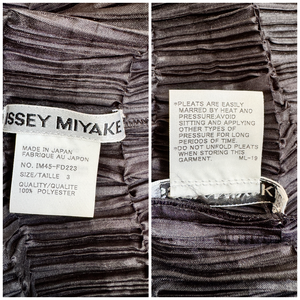 SSEY MIYAKE
MADE IN JAPAN
FABRIQUE AU JAPON
NO. IM45-FD223
SIZE/TAILLE 3
QUALITY/QUALITE
100% POLYESTER
*PLEATS ARE EASILY
MARRED BY HEAT AND
PRESSURE.AVOID
SITTING AND APPLYING
OTHER TYPES OF
PRESSURE FOR LONG
PERIODS OF TIME.
*DO NOT UNFOLD PLEATS
WHEN STORING THIS
GARMENT. ML-19